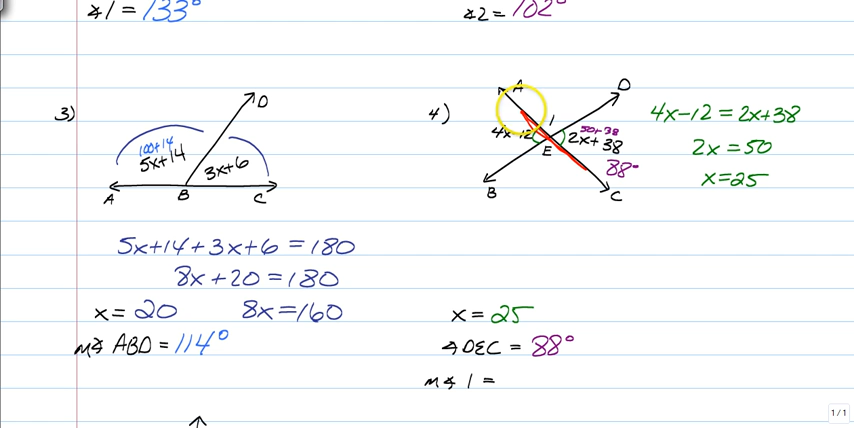 ∡1 = 133°
∡2 = 102°
3)
D
100+14
5x+14
3x+6
A
B
C
5x+14+3x+6=180
8x+20=180
x= 20
8x=160
m∡ ABD = 114°
4)
A
D
1
50+38
4x-12
2x+38
E
88°
B
C
4x-12=2x+38
2x=50
x=25
x= 25
∡DEC = 88°
m∡ 1 =
1/1